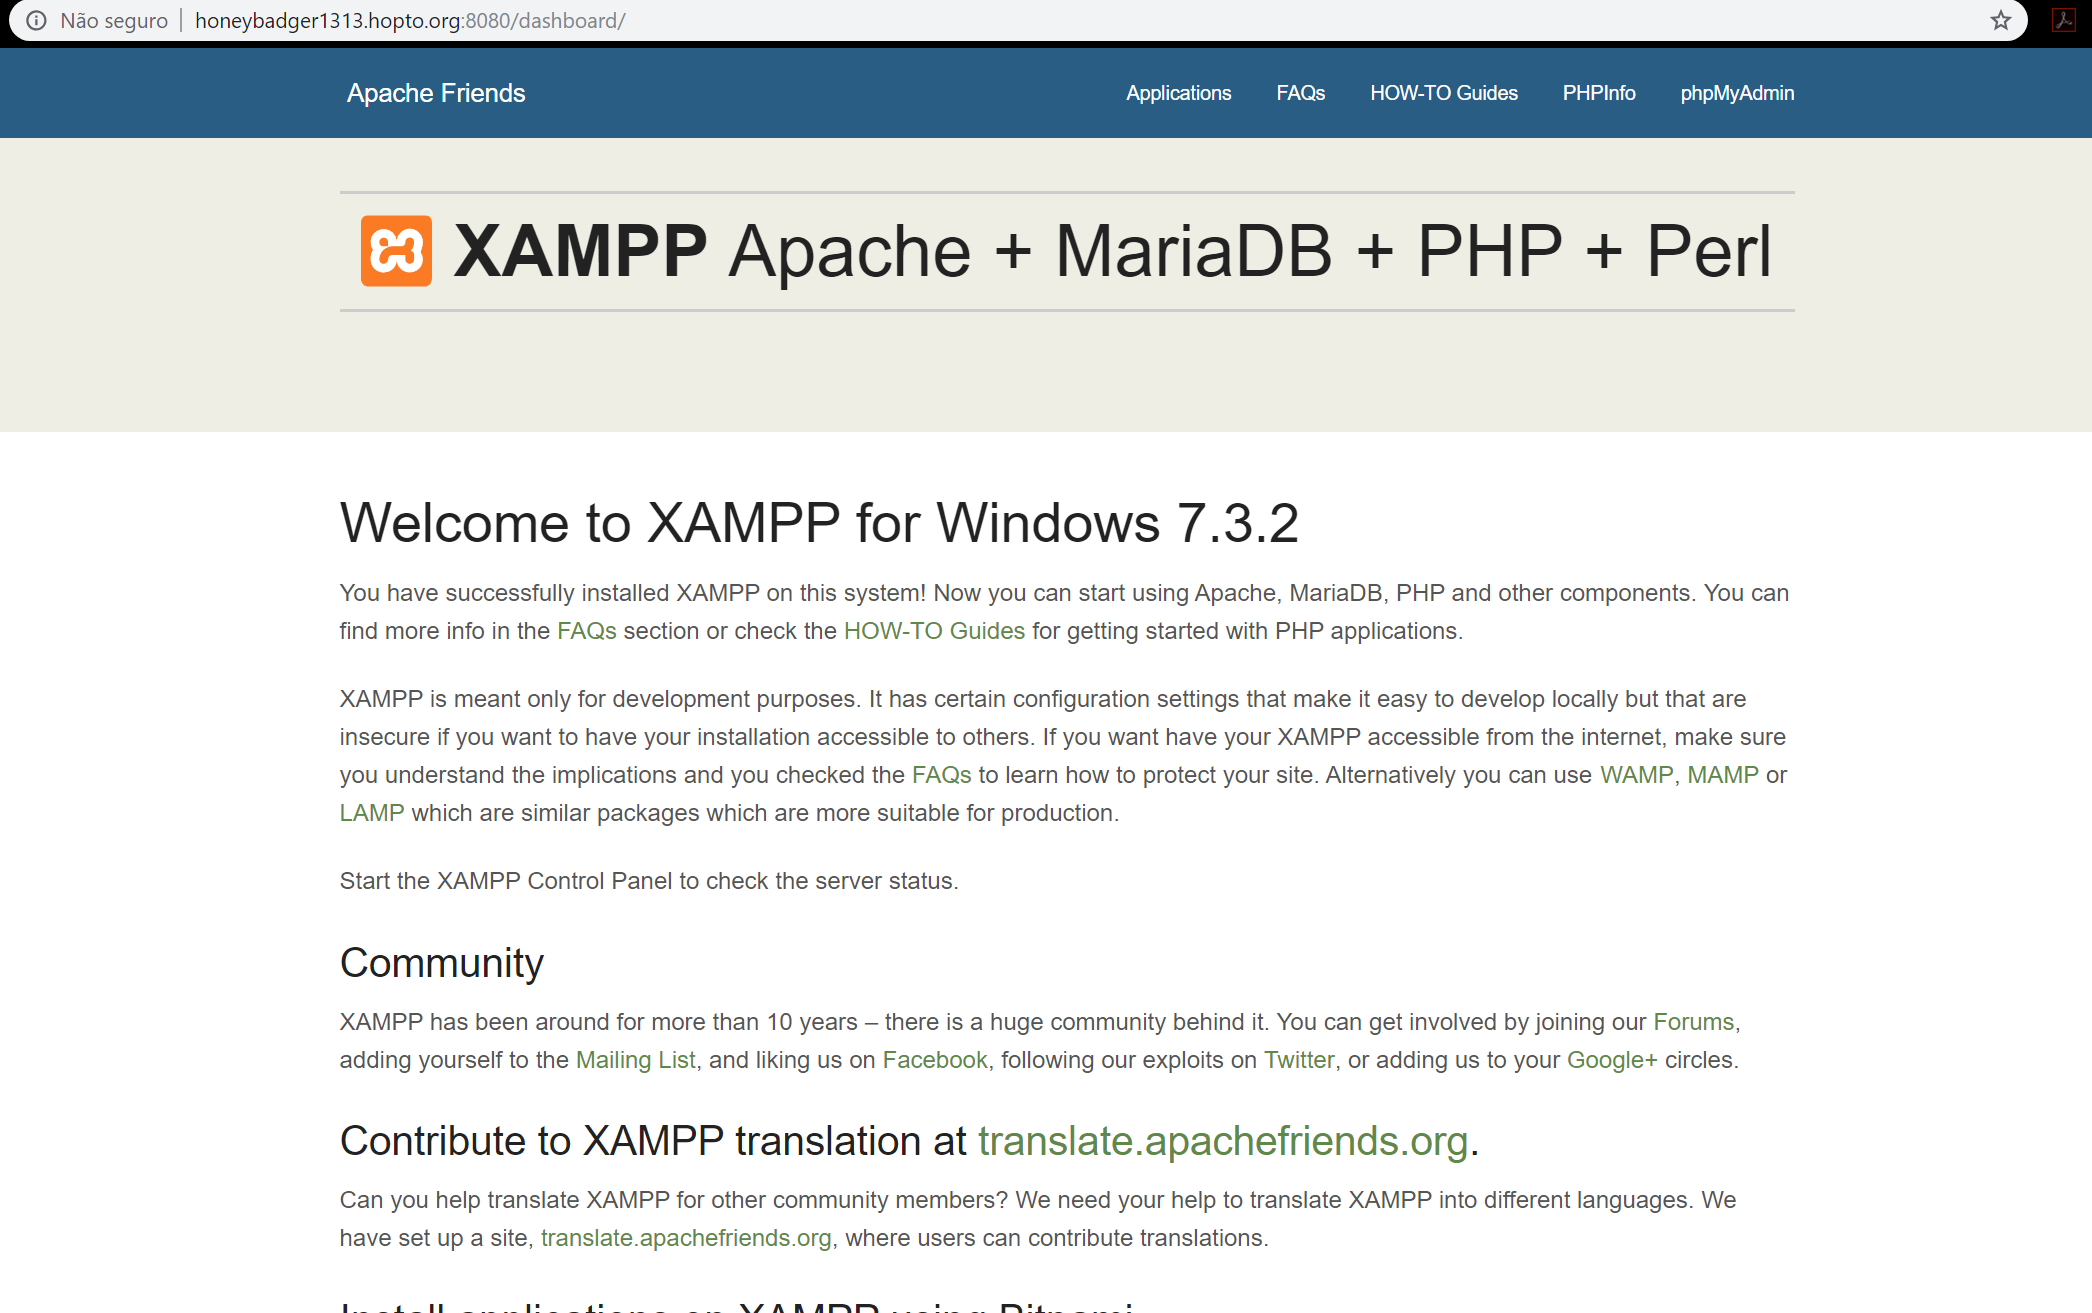 Não seguro | honeybadger1313.hopto.org:8080/dashboard/
Apache Friends Applications FAQs HOW-TO Guides PHPInfo phpMyAdmin
XAMPP Apache + MariaDB + PHP + Perl
Welcome to XAMPP for Windows 7.3.2
You have successfully installed XAMPP on this system! Now you can start using Apache, MariaDB, PHP and other components. You can
find more info in the FAQs section or check the HOW-TO Guides for getting started with PHP applications.
XAMPP is meant only for development purposes. It has certain configuration settings that make it easy to develop locally but that are
insecure if you want to have your installation accessible to others. If you want have your XAMPP accessible from the internet, make sure
you understand the implications and you checked the FAQs to learn how to protect your site. Alternatively you can use WAMP, MAMP or
LAMP which are similar packages which are more suitable for production.
Start the XAMPP Control Panel to check the server status.
Community
XAMPP has been around for more than 10 years – there is a huge community behind it. You can get involved by joining our Forums,
adding yourself to the Mailing List, and liking us on Facebook, following our exploits on Twitter, or adding us to your Google+ circles.
Contribute to XAMPP translation at translate.apachefriends.org.
Can you help translate XAMPP for other community members? We need your help to translate XAMPP into different languages. We
have set up a site, translate.apachefriends.org, where users can contribute translations.
Install applications on XAMPP using Bitnami